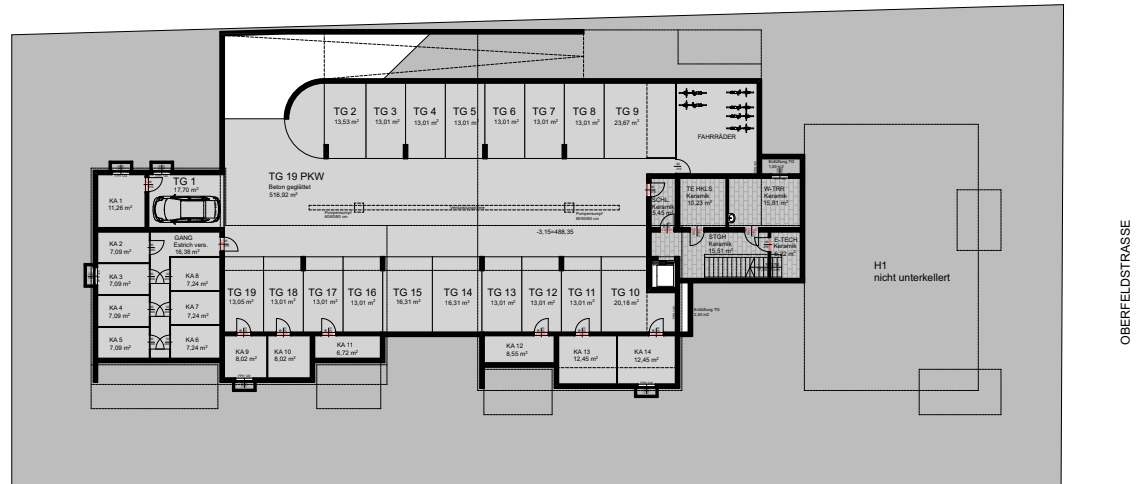 TG 2
13,53 m²
TG 3
13,01 m²
TG 4
13,01 m²
TG 5
13,01 m²
TG 6
13,01 m²
TG 7
13,01 m²
TG 8
13,01 m²
TG 9
23,67 m²
FAHRRÄDER
TG 19 PKW
Beton geglättet
516,92 m²
TG 1
17,70 m²
KA 1
11,26 m²
GANG
Estrich vers.
16,38 m²
KA 2
7,09 m²
KA 3
7,09 m²
KA 4
7,09 m²
KA 5
7,09 m²
KA 8
7,24 m²
KA 7
7,24 m²
KA 6
7,24 m²
Pumpensumpf
Pumpensumpf
-3,15=488,35
SCHL.
Keramik
5,45 m²
TE HKLS
Keramik
10,23 m²
W-TRR
Keramik
15,81 m²
STGH
Keramik
15,51 m²
E-TECH
Keramik
Entlüftung TG
Entlüftung TG
TG 19
13,05 m²
TG 18
13,01 m²
TG 17
13,01 m²
TG 16
13,01 m²
TG 15
16,31 m²
TG 14
16,31 m²
TG 13
13,01 m²
TG 12
13,01 m²
TG 11
13,01 m²
TG 10
20,18 m²
KA 9
8,02 m²
KA 10
8,02 m²
KA 11
6,72 m²
KA 12
8,55 m²
KA 13
12,45 m²
KA 14
12,45 m²
H1
nicht unterkellert
OBERFELDSTRASSE